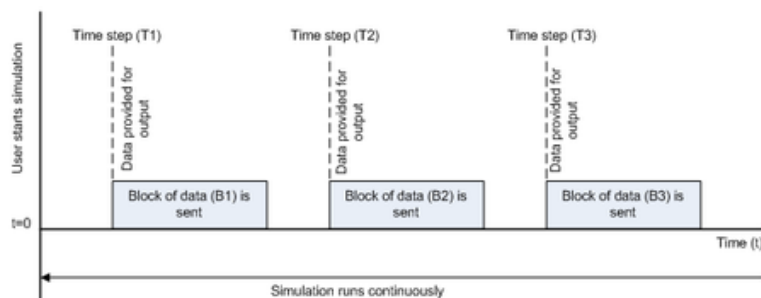 Time step (T1)
Time step (T2)
Time step (T3)
User starts simulation
Data provided for
output
Data provided for
output
Data provided for
output
Block of data (B1) is
sent
Block of data (B2) is
sent
Block of data (B3) is
sent
t=0
Time (t)
Simulation runs continuously